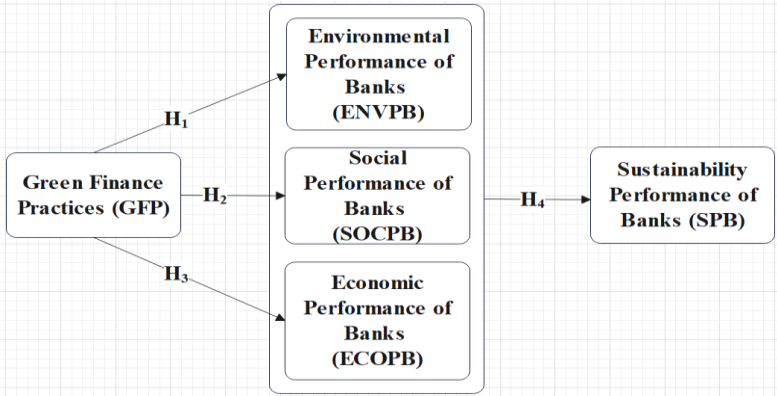 Environmental
Performance of
Banks
(ENVPB)
H₁
Green Finance
Practices (GFP)
H₂
Social
Performance of
Banks
(SOCPB)
H₄
Sustainability
Performance of
Banks (SPB)
H₃
Economic
Performance of
Banks
(ECOPB)